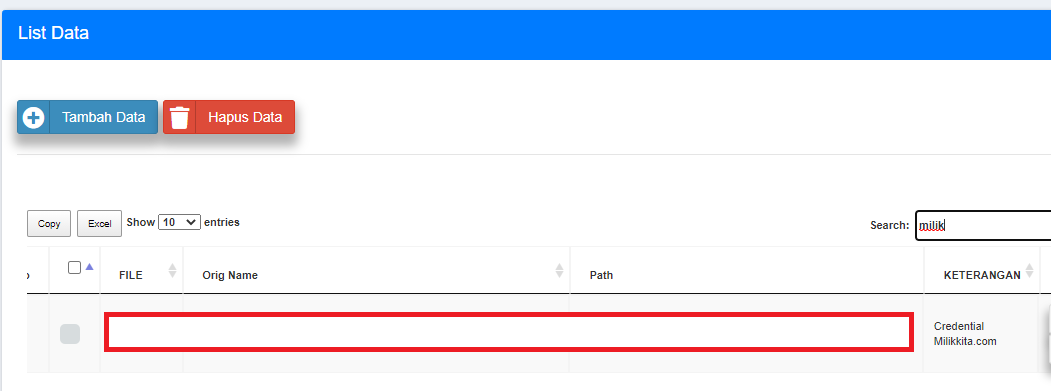 List Data
Tambah Data
Hapus Data
Copy
Excel
Show 10 entries
Search: milik
FILE
Orig Name
Path
KETERANGAN
Credential
Milikkita.com